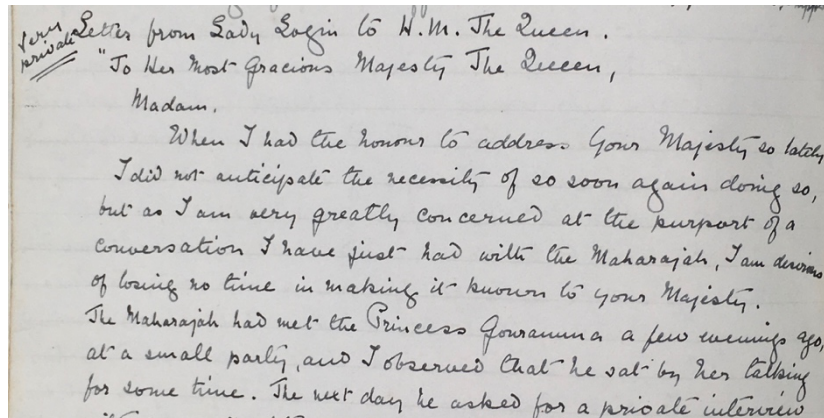 very
private
Letter from Lady Login to H.M. The Queen.
"To Her Most Gracious Majesty The Queen,
Madam.
When I had the honour to address Your Majesty so lately
I did not anticipate the necessity of so soon again doing so,
but as I am very greatly concerned at the purport of a
conversation I have just had with the Maharajah, I am desirous
of losing no time in making it known to your Majesty.
The Maharajah had met the Princess Gouramma a few evenings ago,
at a small party, and I observed that he sat by her talking
for some time. The next day he asked for a private interview